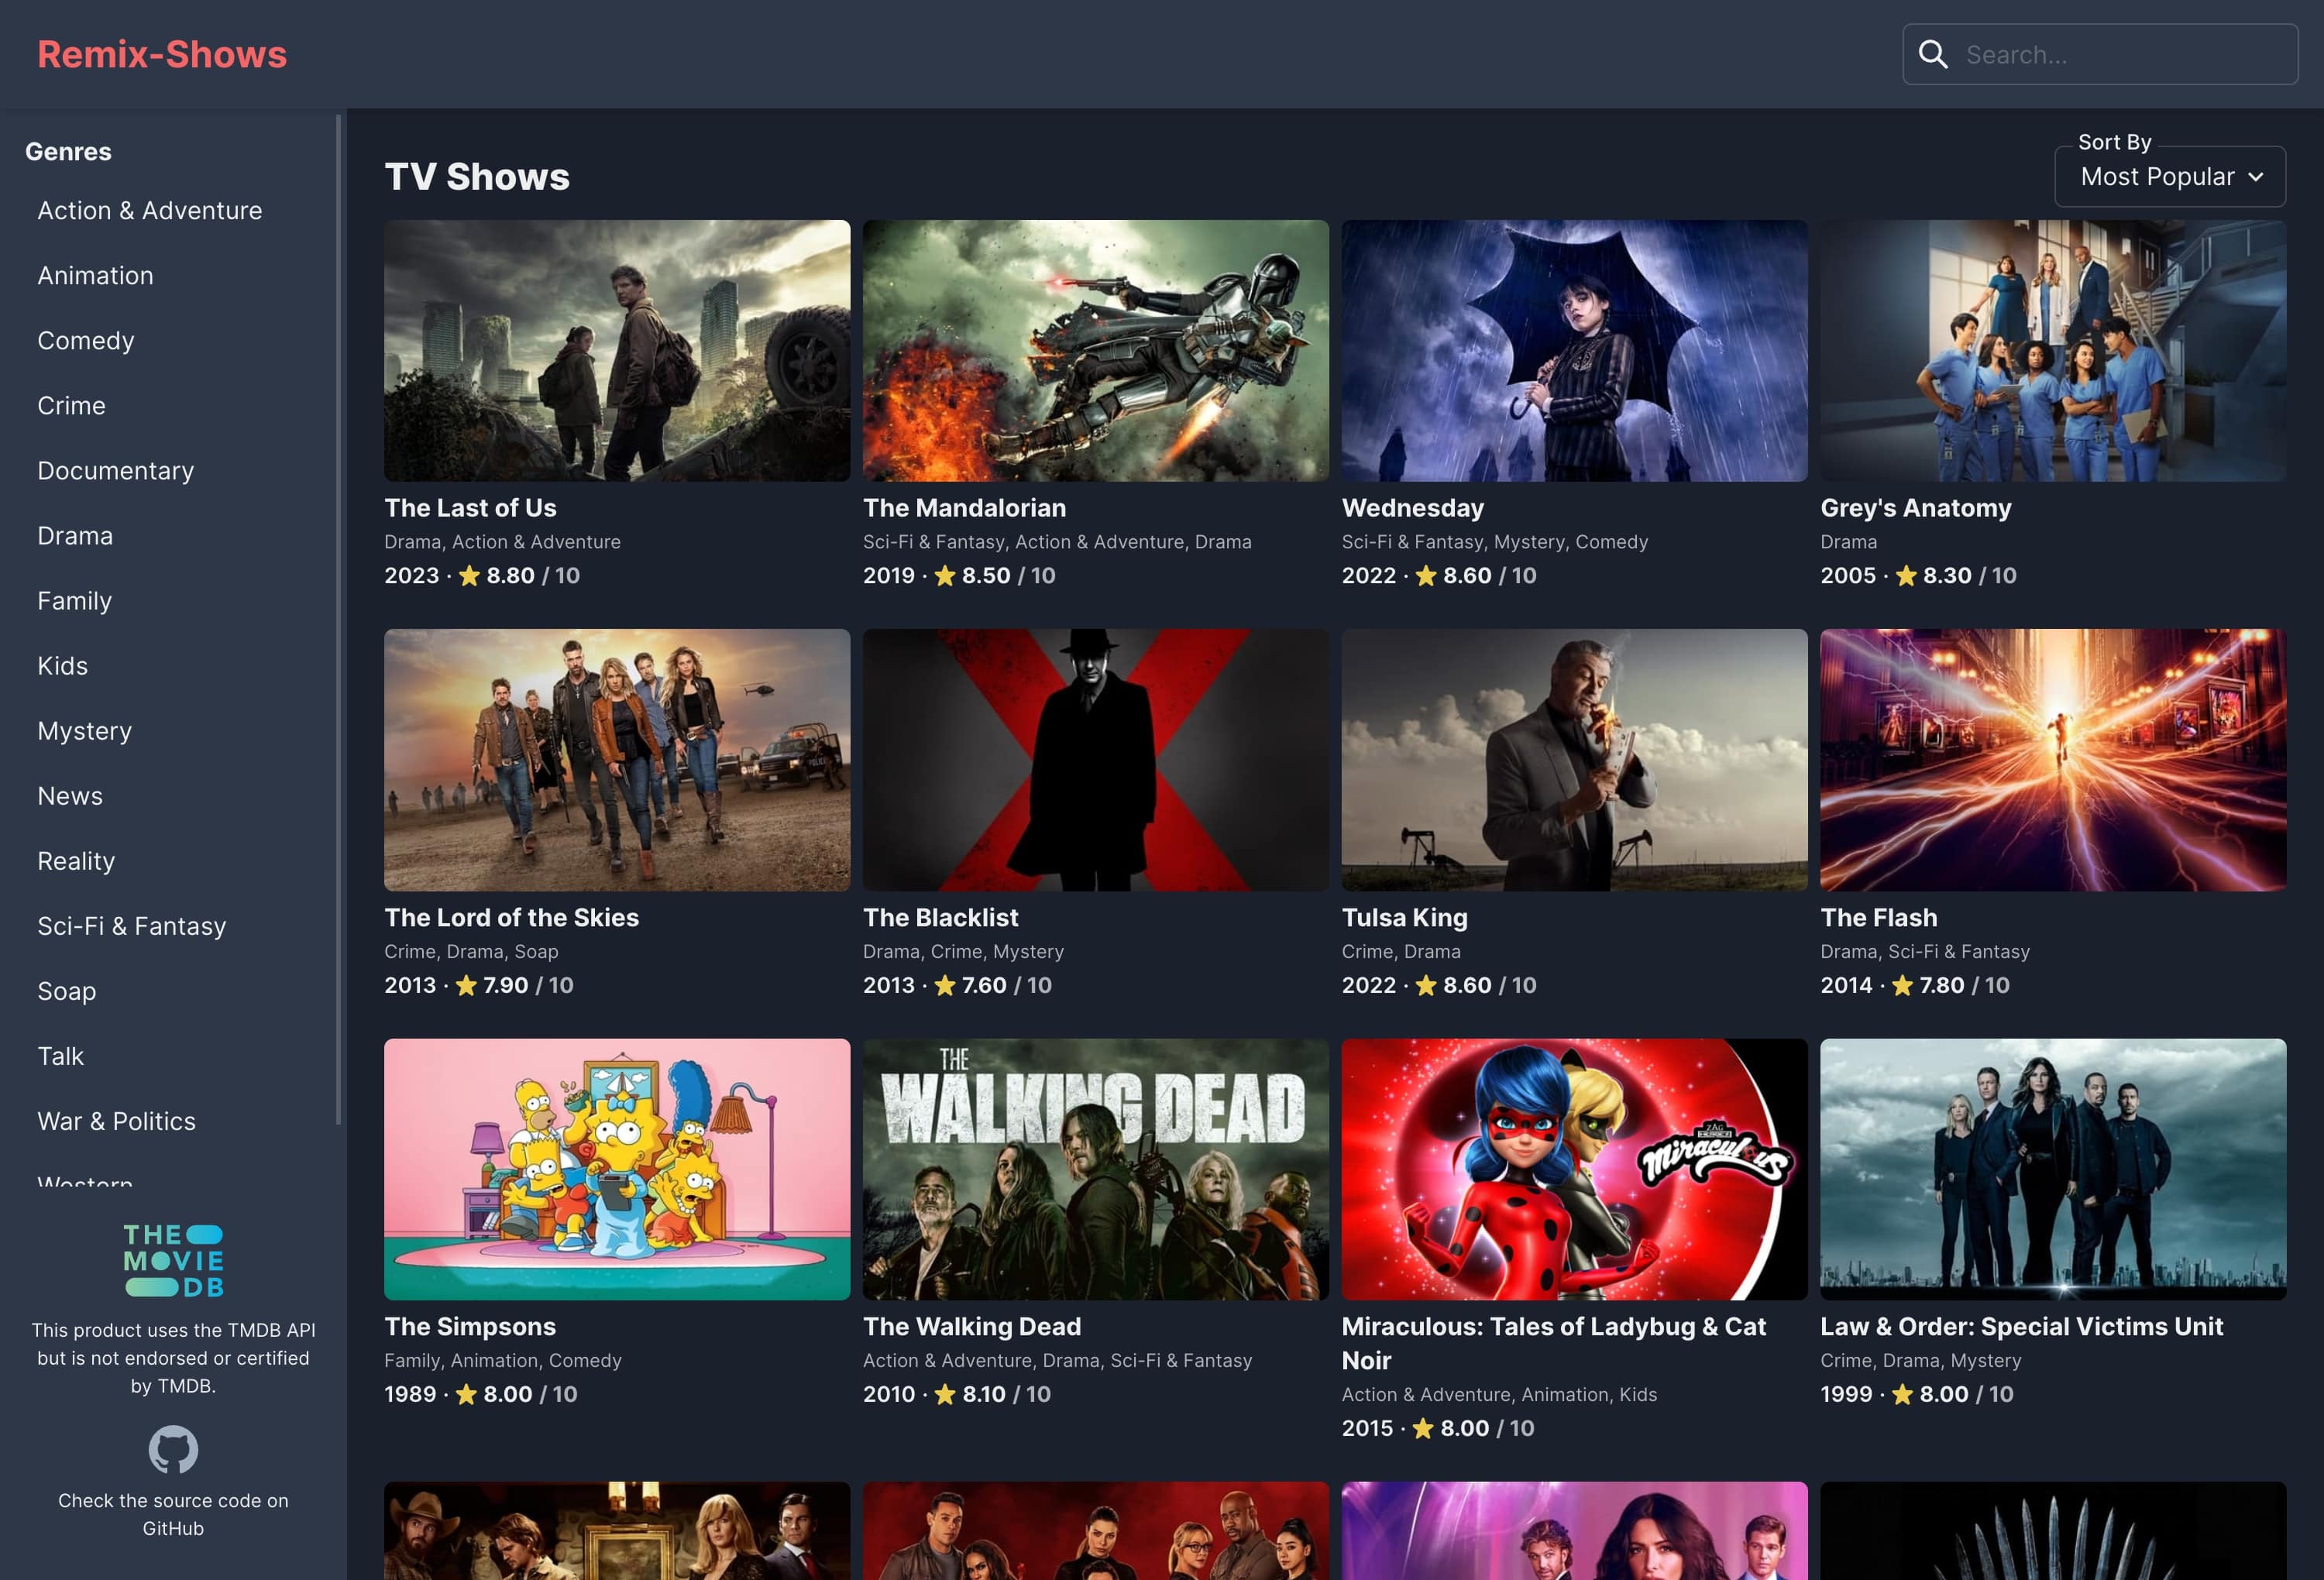 Remix-Shows
Search...
Genres
Action & Adventure
Animation
Comedy
Crime
Documentary
Drama
Family
Kids
Mystery
News
Reality
Sci-Fi & Fantasy
Soap
Talk
War & Politics
Western
THE
MOVIE
DB
This product uses the TMDB API
but is not endorsed or certified
by TMDB.
Check the source code on
GitHub
TV Shows
Sort By
Most Popular
The Last of Us
Drama, Action & Adventure
2023 · ⭐ 8.80 / 10
The Mandalorian
Sci-Fi & Fantasy, Action & Adventure, Drama
2019 · ⭐ 8.50 / 10
Wednesday
Sci-Fi & Fantasy, Mystery, Comedy
2022 · ⭐ 8.60 / 10
Grey's Anatomy
Drama
2005 · ⭐ 8.30 / 10
POLICE
The Lord of the Skies
Crime, Drama, Soap
2013 · ⭐ 7.90 / 10
The Blacklist
Drama, Crime, Mystery
2013 · ⭐ 7.60 / 10
Tulsa King
Crime, Drama
2022 · ⭐ 8.60 / 10
The Flash
Drama, Sci-Fi & Fantasy
2014 · ⭐ 7.80 / 10
The Simpsons
Family, Animation, Comedy
1989 · ⭐ 8.00 / 10
THE
WALKING DEAD
The Walking Dead
Action & Adventure, Drama, Sci-Fi & Fantasy
2010 · ⭐ 8.10 / 10
ZAG
HEROEZ
Miraculous
Miraculous: Tales of Ladybug & Cat
Noir
Action & Adventure, Animation, Kids
2015 · ⭐ 8.00 / 10
Law & Order: Special Victims Unit
Crime, Drama, Mystery
1999 · ⭐ 8.00 / 10